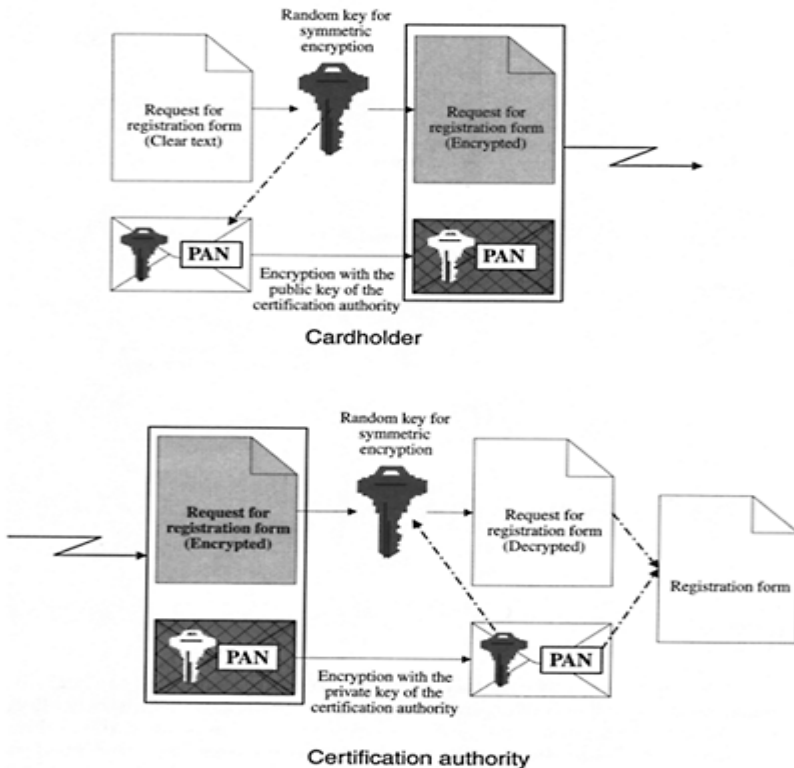 Random key for
symmetric
encryption
Request for
registration form
(Clear text)
Request for
registration form
(Encrypted)
PAN
PAN
Encryption with the
public key of the
certification authority
Cardholder
Random key for
symmetric
encryption
Request for
registration form
(Encrypted)
Request for
registration form
(Decrypted)
Registration form
PAN
PAN
Encryption with the
private key of the
certification authority
Certification authority